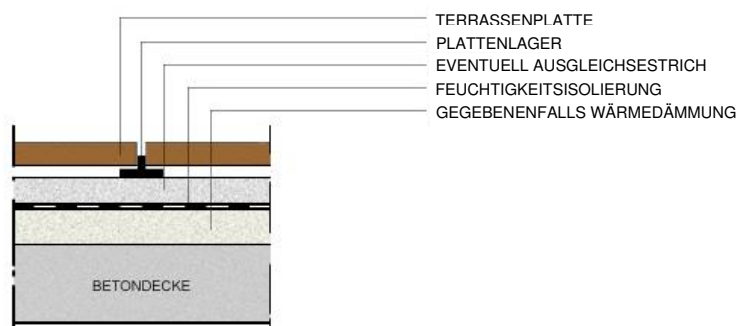 TERRASSENPLATTE
PLATTENLAGER
EVENTUELL AUSGLEICHSESTRICH
FEUCHTIGKEITSISOLIERUNG
GEGEBENENFALLS WÄRMEDÄMMUNG
BETONDECKE